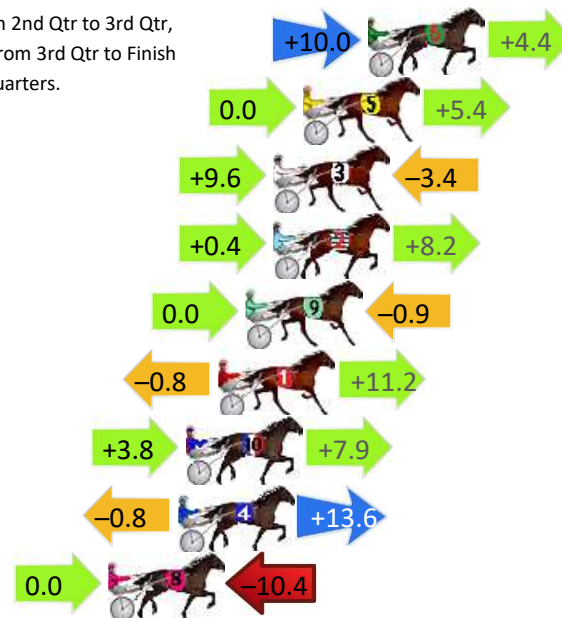 2nd Qtr to 3rd Qtr,
rom 3rd Qtr to Finish
uarters.
+10.0 +4.4
0.0 5 +5.4
+9.6 3 –3.4
+0.4 +8.2
0.0 9 –0.9
–0.8 1 +11.2
+3.8 10 +7.9
–0.8 4 +13.6
0.0 8 –10.4